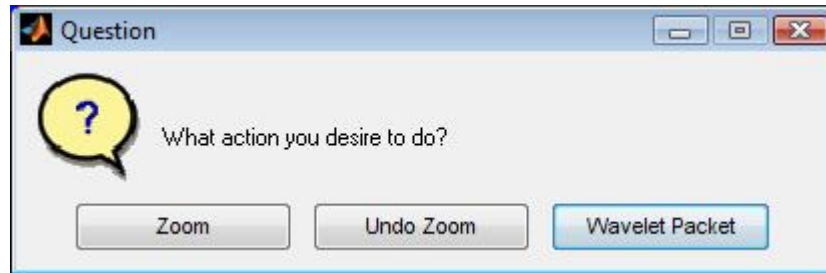 Question
?
What action you desire to do?
Zoom
Undo Zoom
Wavelet Packet